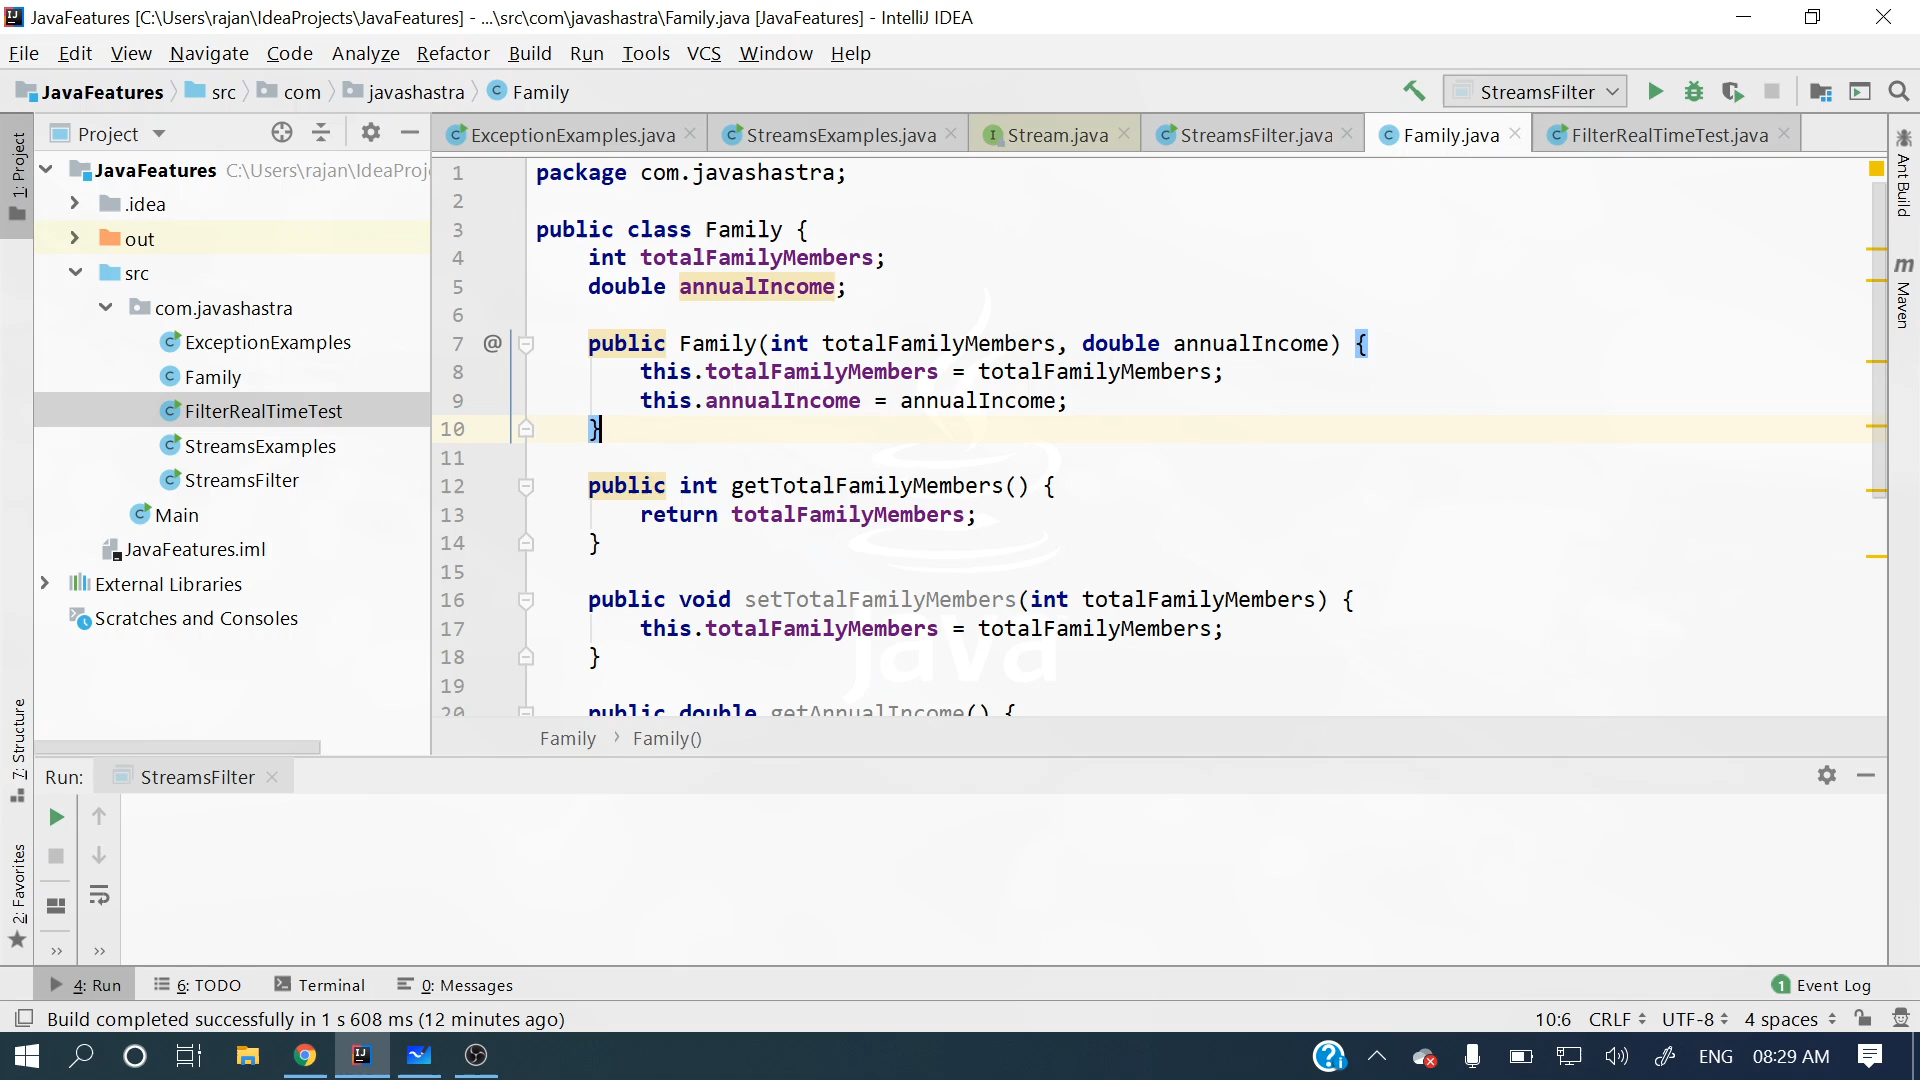 JavaFeatures [C:\Users\rajan\IdeaProjects\JavaFeatures] - ...\src\com\javashastra\Family.java [JavaFeatures] - IntelliJ IDEA
File Edit View Navigate Code Analyze Refactor Build Run Tools VCS Window Help
JavaFeatures src com javashastra Family
StreamsFilter
1: Project
Project
ExceptionExamples.java StreamsExamples.java Stream.java StreamsFilter.java Family.java FilterRealTimeTest.java
JavaFeatures C:\Users\rajan\IdeaProj
.idea
out
src
com.javashastra
ExceptionExamples
Family
FilterRealTimeTest
StreamsExamples
StreamsFilter
Main
JavaFeatures.iml
External Libraries
Scratches and Consoles
1 package com.javashastra;
2
3 public class Family {
4 int totalFamilyMembers;
5 double annualIncome;
6
7 @ public Family(int totalFamilyMembers, double annualIncome) {
8 this.totalFamilyMembers = totalFamilyMembers;
9 this.annualIncome = annualIncome;
10 }
11
12 public int getTotalFamilyMembers() {
13 return totalFamilyMembers;
14 }
15
16 public void setTotalFamilyMembers(int totalFamilyMembers) {
17 this.totalFamilyMembers = totalFamilyMembers;
18 }
19
20 public double getAnnualIncome() {
java
Family Family()
Ant Build
m Maven
7: Structure
2: Favorites
Run: StreamsFilter
4: Run 6: TODO Terminal 0: Messages
1 Event Log
Build completed successfully in 1 s 608 ms (12 minutes ago)
10:6 CRLF UTF-8 4 spaces
ENG 08:29 AM